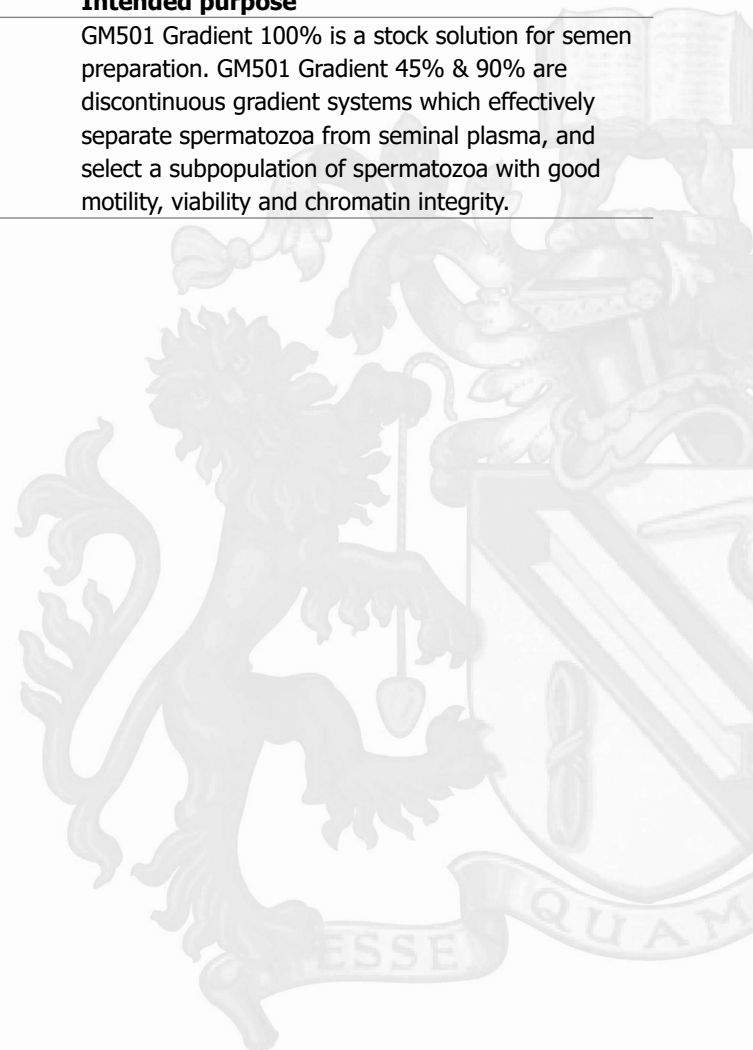 Intended purpose
GM501 Gradient 100% is a stock solution for semen
preparation. GM501 Gradient 45% & 90% are
discontinuous gradient systems which effectively
separate spermatozoa from seminal plasma, and
select a subpopulation of spermatozoa with good
motility, viability and chromatin integrity.
ESSE QUAM